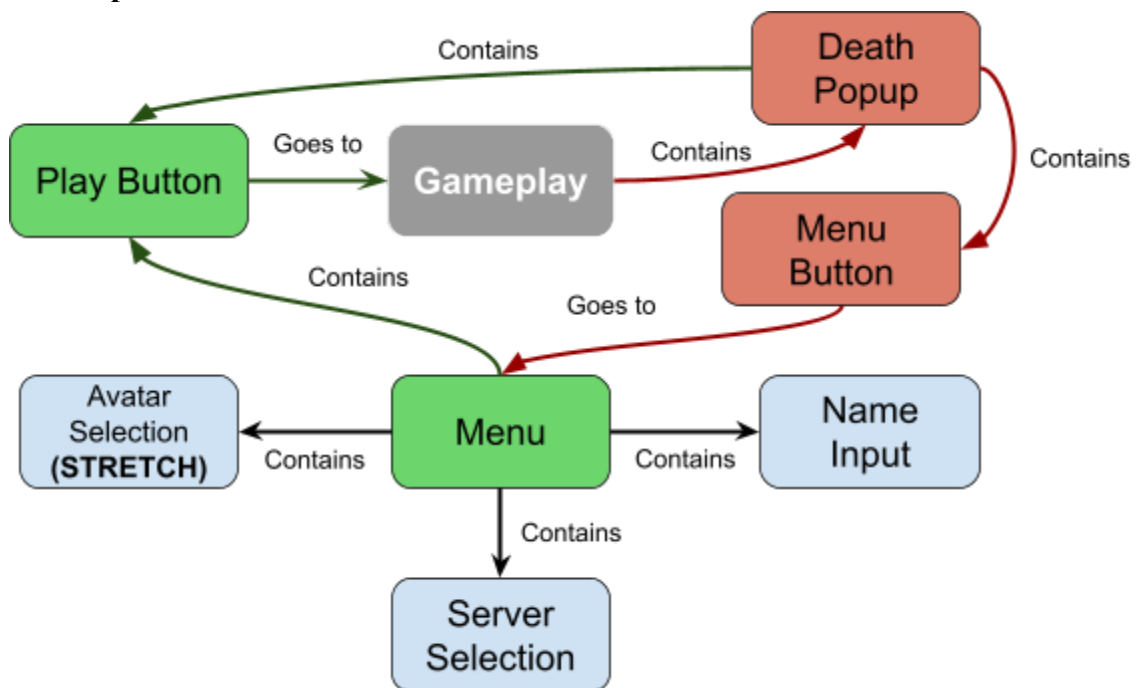 Contains
Death
Popup
Goes to
Contains
Contains
Play Button
Gameplay
Menu
Button
Contains
Goes to
Avatar
Selection
(STRETCH)
Menu
Name
Input
Contains
Contains
Contains
Server
Selection